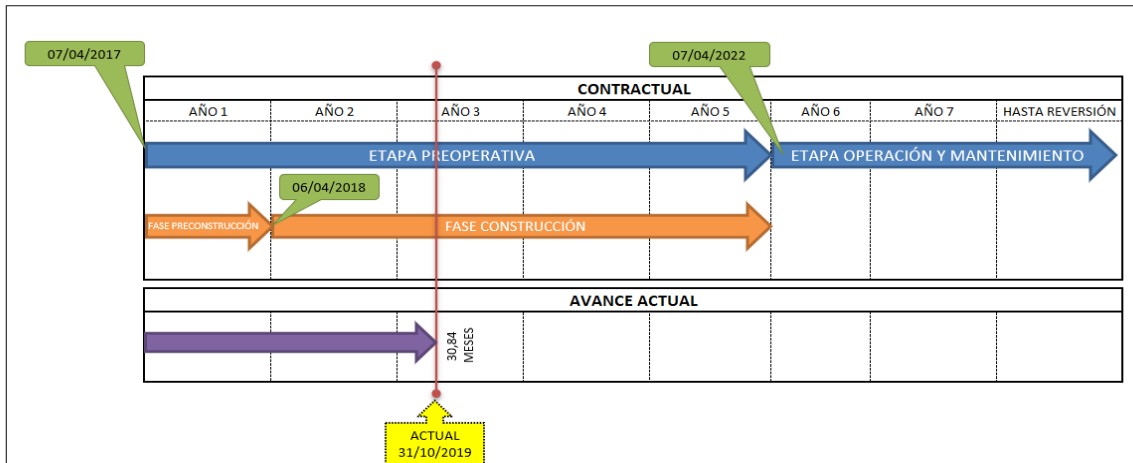 07/04/2017
07/04/2022
CONTRACTUAL
AÑO 1
AÑO 2
AÑO 3
AÑO 4
AÑO 5
AÑO 6
AÑO 7
HASTA REVERSIÓN
ETAPA PREOPERATIVA
ETAPA OPERACIÓN Y MANTENIMIENTO
06/04/2018
FASE PRECONSTRUCCIÓN
FASE CONSTRUCCIÓN
AVANCE ACTUAL
30,84
MESES
ACTUAL
31/10/2019